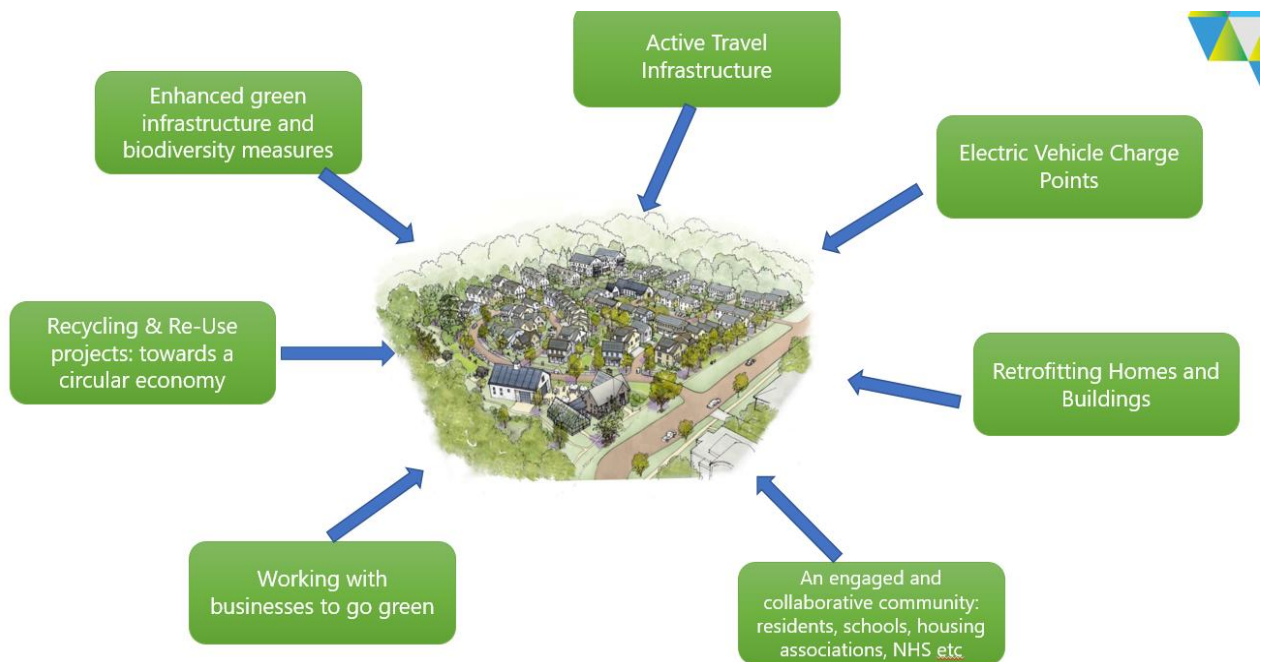 Active Travel
Infrastructure
Enhanced green
infrastructure and
biodiversity measures
Electric Vehicle Charge
Points
Recycling & Re-Use
projects: towards a
circular economy
Retrofitting Homes and
Buildings
Working with
businesses to go green
An engaged and
collaborative community:
residents, schools, housing
associations, NHS etc